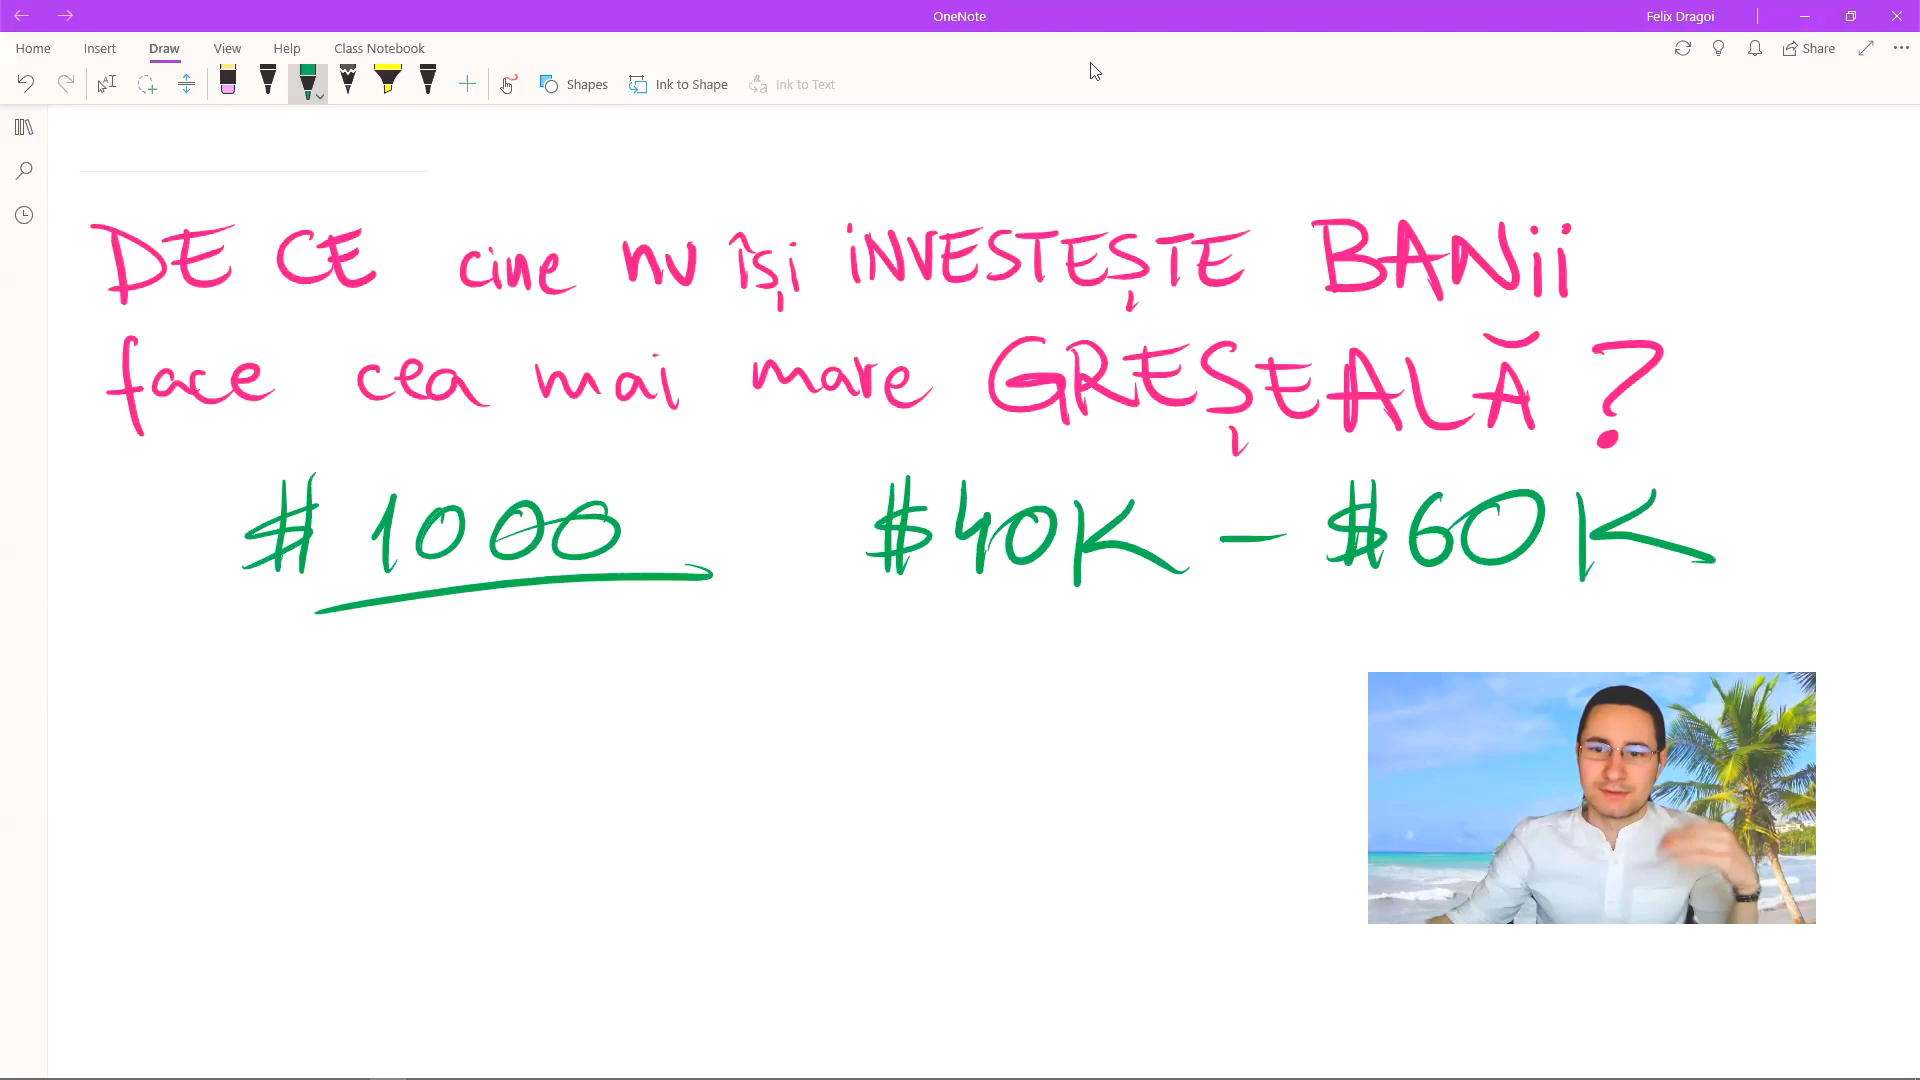 OneNote
Felix Dragoi
Home Insert Draw View Help Class Notebook
Share
Shapes Ink to Shape Ink to Text
DE CE cine nu își iNVESTEȘTE BANii
face cea mai mare GREȘEALĂ?
$ 1000 $40K – $60K